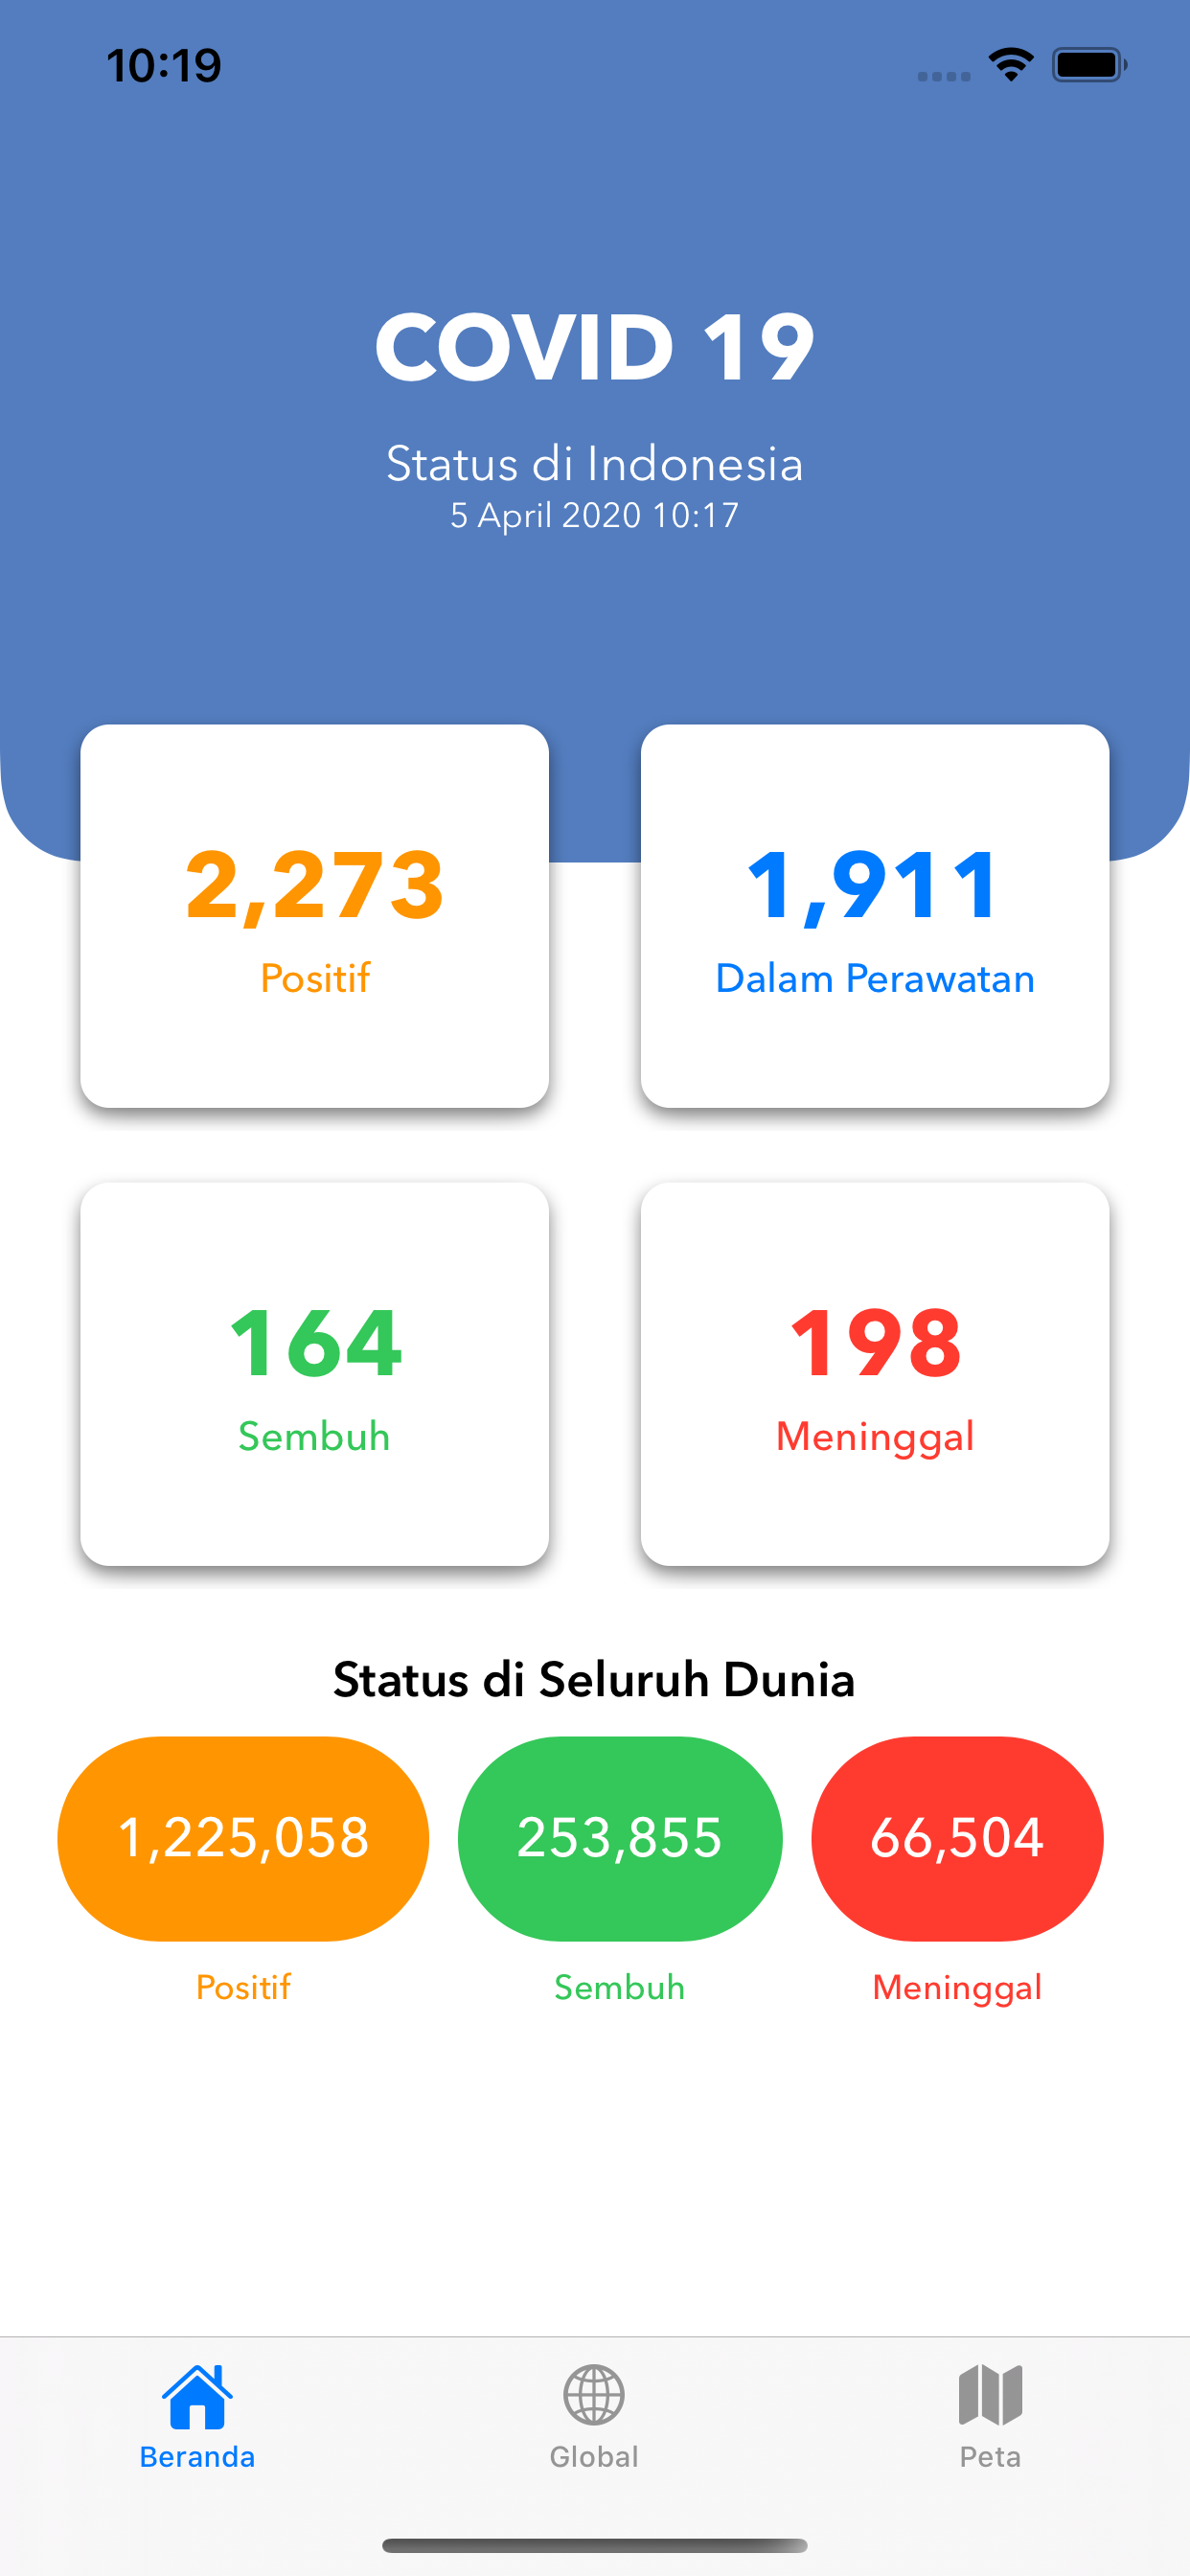 10:19
COVID 19
Status di Indonesia
5 April 2020 10:17
2,273
Positif
1,911
Dalam Perawatan
164
Sembuh
198
Meninggal
Status di Seluruh Dunia
1,225,058
253,855
66,504
Positif
Sembuh
Meninggal
Beranda
Global
Peta